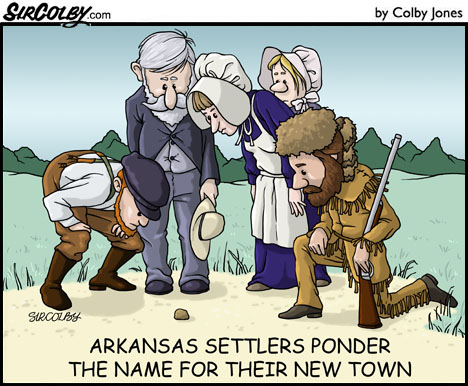 SIRCOLBY.com
by Colby Jones
SIRCOLBY
ARKANSAS SETTLERS PONDER
THE NAME FOR THEIR NEW TOWN